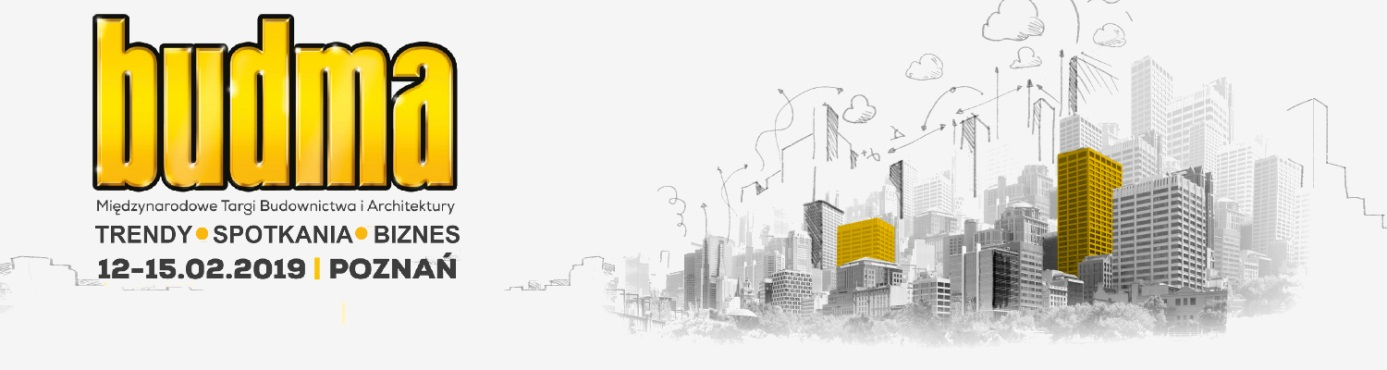 budma
Międzynarodowe Targi Budownictwa i Architektury
TRENDY • SPOTKANIA • BIZNES
12-15.02.2019 | POZNAŃ